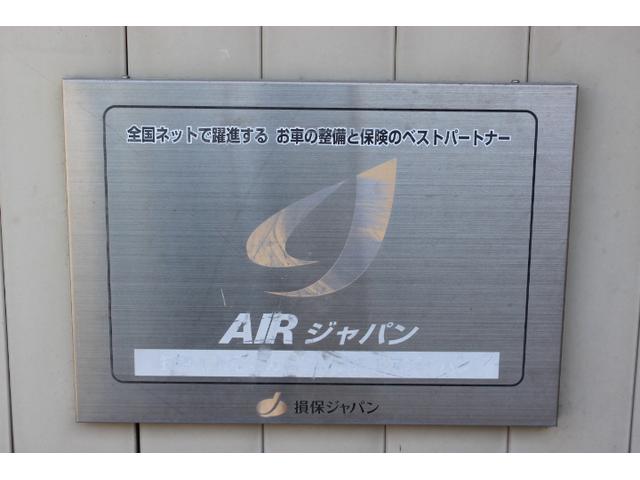 全国ネットで躍進する お車の整備と保険のベストパートナー
AIRジャパン
損保ジャパン